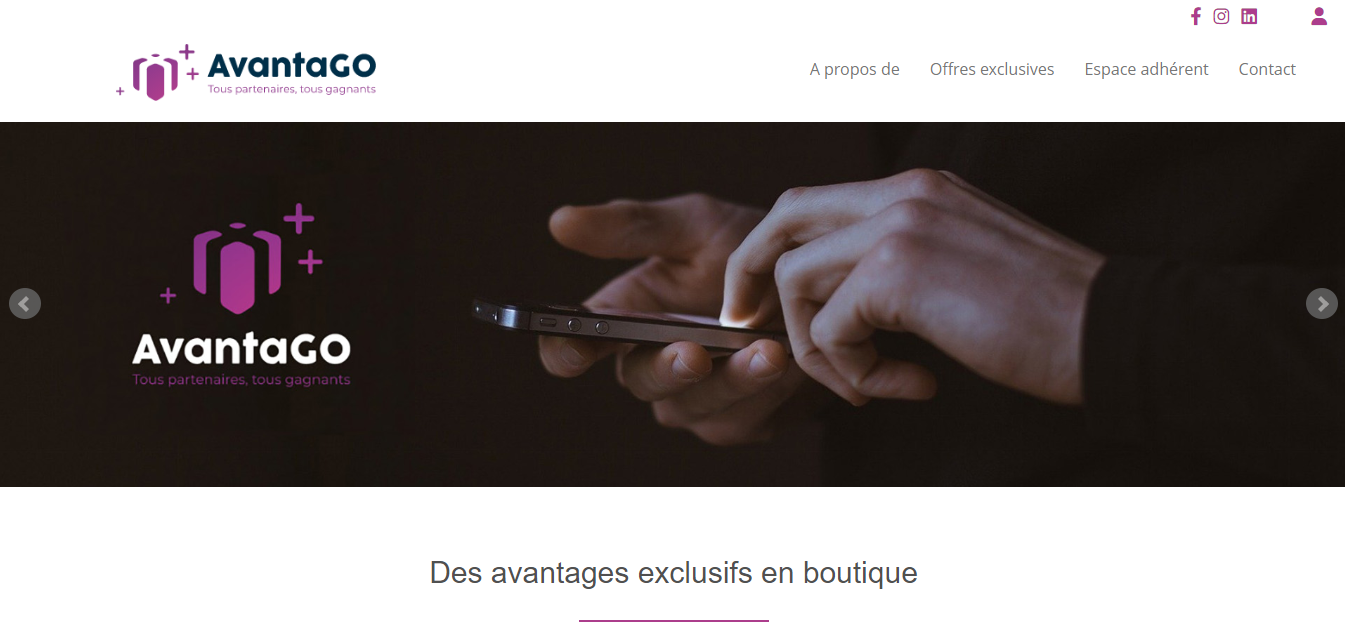 AvantaGO
Tous partenaires, tous gagnants
A propos de
Offres exclusives
Espace adhérent
Contact
AvantaGO
Tous partenaires, tous gagnants
Des avantages exclusifs en boutique